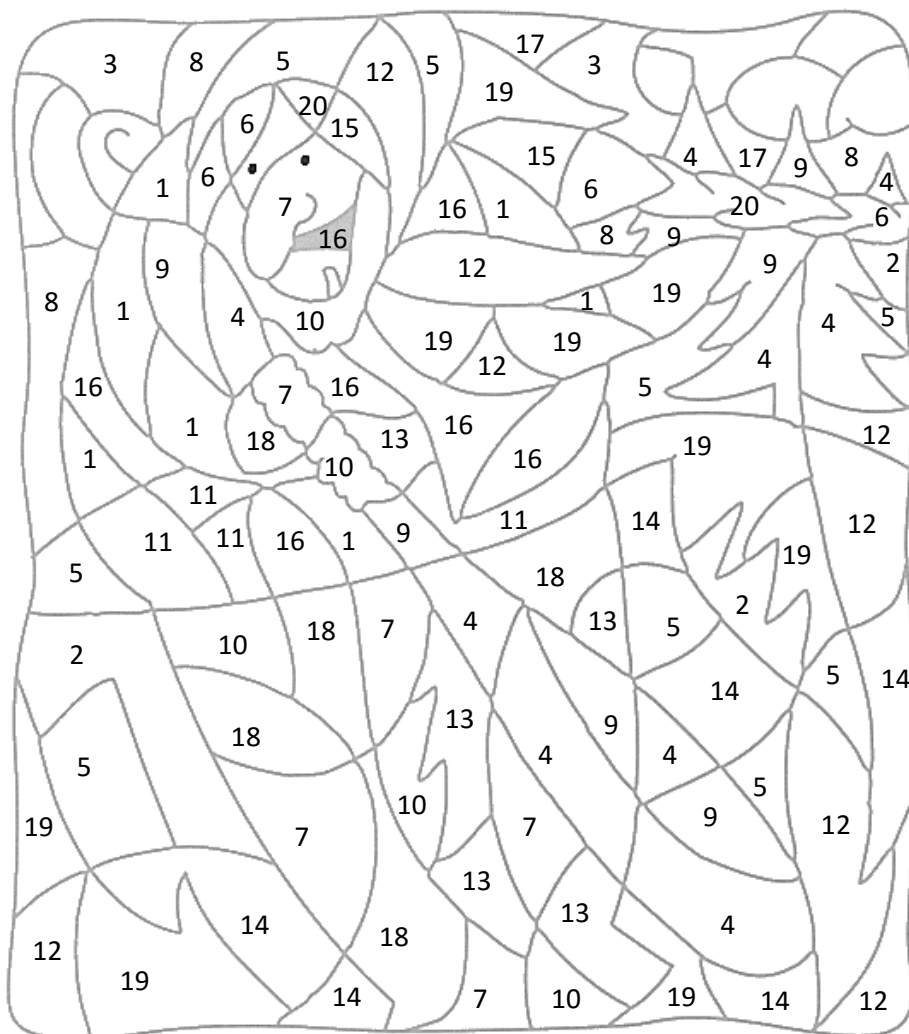 17
3 8 5 12 5 3
19
20
6 15
15 4 17 9 8
1 6 6 4
7 16 1 20 6
16 8 9
9 12 9 2
8 1 4 10 1 19 4 5
19 19
12 4
16 7 16 5
1 18 13 16 19 12
1 10 16
11
11 11 16 1 9 11 14 12
5 18 19
2
10 18 7 4 13 5
2 5 14
14
18 13 9
5 4 4 5
19 10 7 9 12
7
13
14 13 4
12 18
19 14 7 10 19 14 12